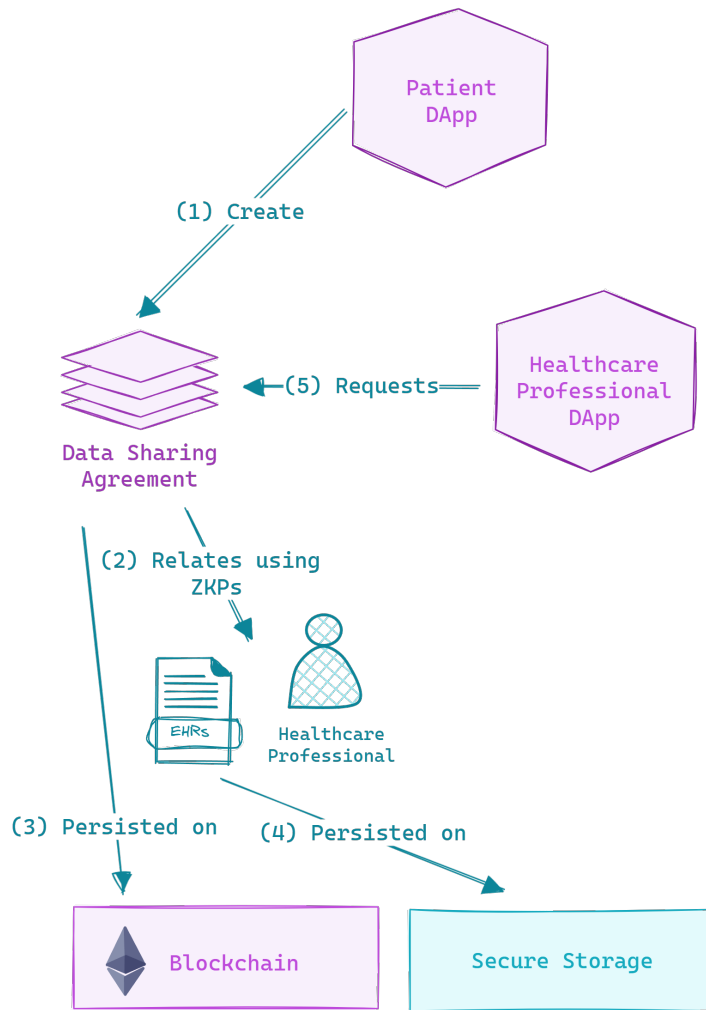 Patient
DApp
(1) Create
Healthcare
Professional
DApp
(5) Requests
Data Sharing
Agreement
(2) Relates using
ZKPs
EHRs
Healthcare
Professional
(3) Persisted on
(4) Persisted on
Blockchain
Secure Storage